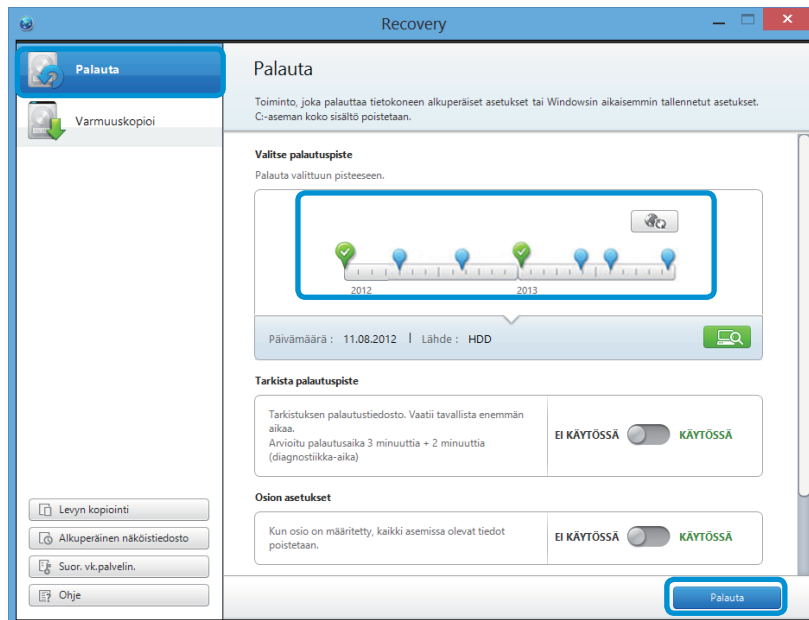 Recovery
Palauta
Varmuuskopioi
Levyn kopiointi
Alkuperäinen näköistiedosto
Suor. vk.palvelin.
Ohje
Palauta
Toiminto, joka palauttaa tietokoneen alkuperäiset asetukset tai Windowsin aikaisemmin tallennetut asetukset.
C:-aseman koko sisältö poistetaan.
Valitse palautuspiste
Palauta valittuun pisteeseen.
2012 2013
Päivämäärä : 11.08.2012 | Lähde : HDD
Tarkista palautuspiste
Tarkistuksen palautustiedosto. Vaatii tavallista enemmän
aikaa.
Arvioitu palautusaika 3 minuuttia + 2 minuuttia
(diagnostiikka-aika)
EI KÄYTÖSSÄ KÄYTÖSSÄ
Osion asetukset
Kun osio on määritetty, kaikki asemissa olevat tiedot
poistetaan.
EI KÄYTÖSSÄ KÄYTÖSSÄ
Palauta